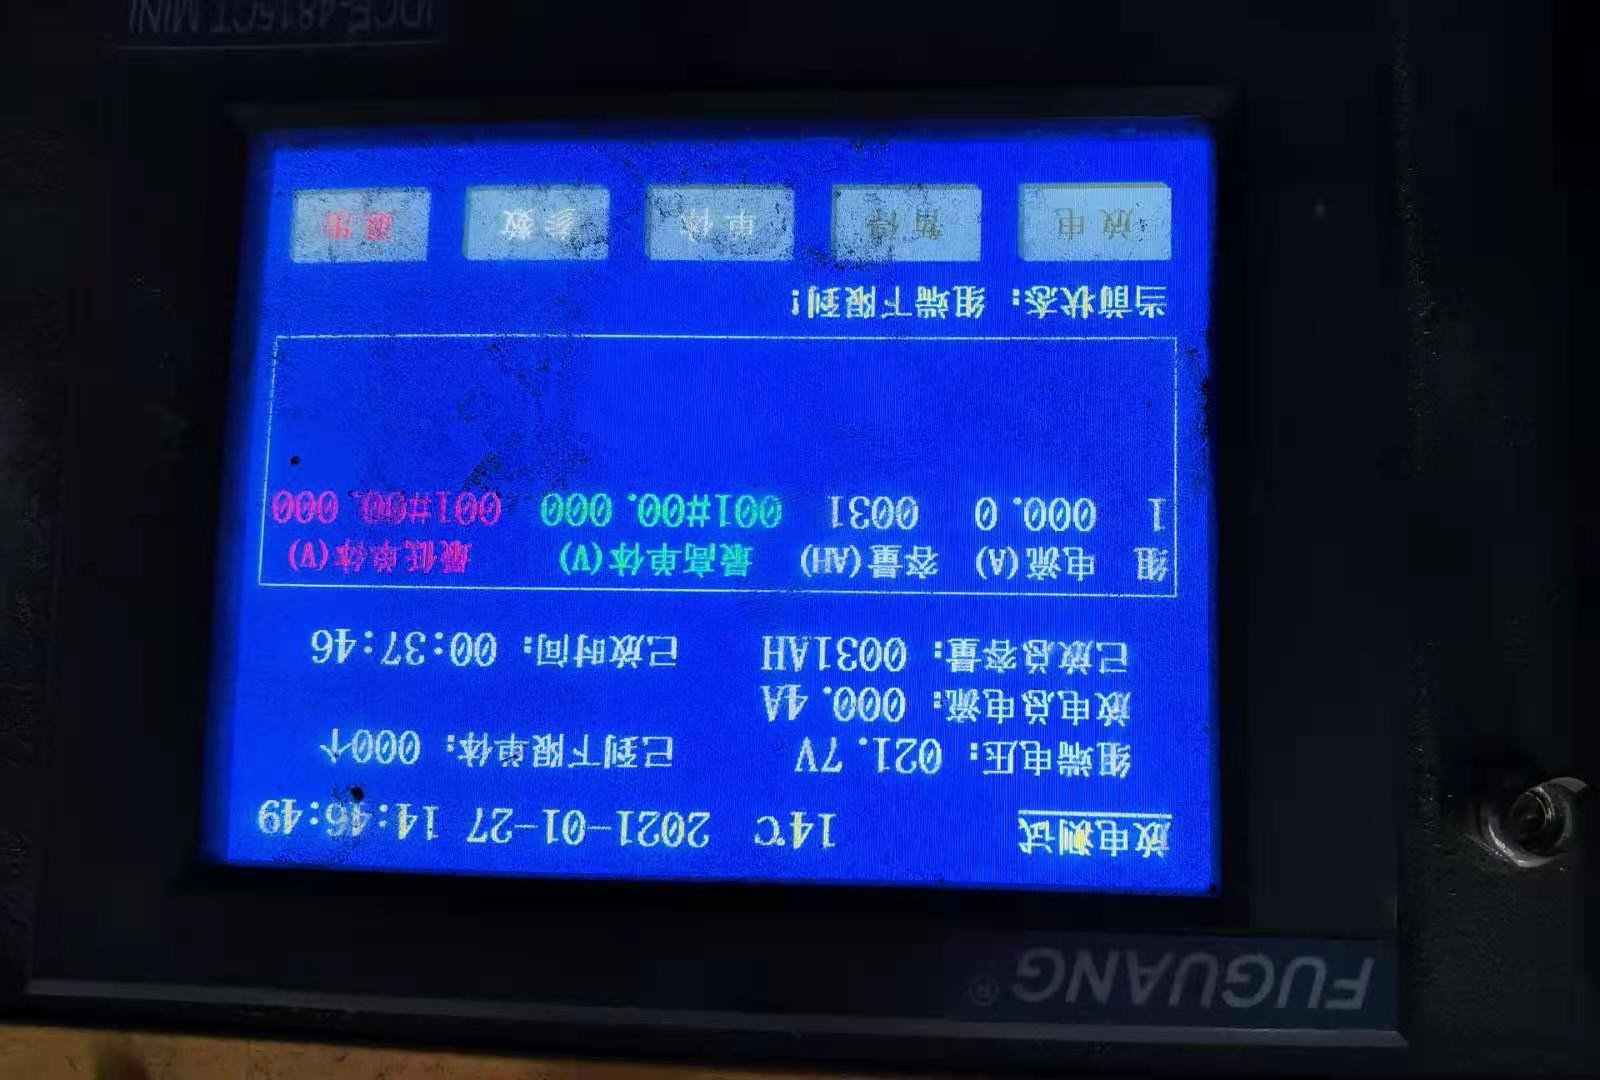 FUGUANG®
放电测试 14℃ 2021-01-27 14:46:49
组端电压: 021.7V 已到下限单体: 000个
放电总电流: 000.4A
已放总容量: 0031AH 已放时间: 00:37:46
组 电流(A) 容量(AH) 最高单体(V) 最低单体(V)
1 000.0 0031 001#00.000 001#00.000
当前状态: 组端下限到!
放电 暂停 单体 参数 退出
IDCE-4815CT MINI